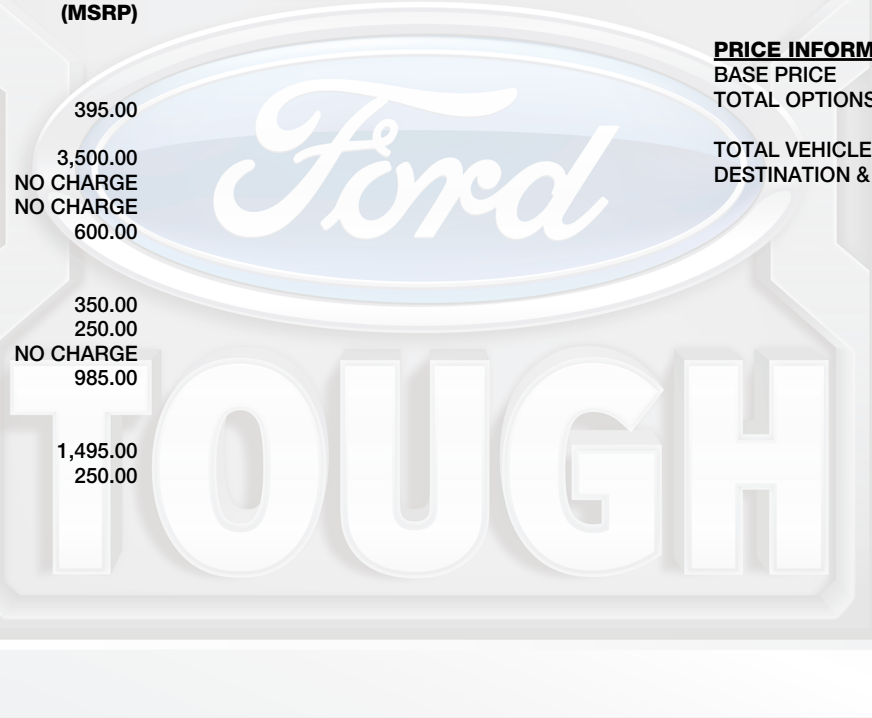 (MSRP)
395.00
3,500.00
NO CHARGE
NO CHARGE
600.00
350.00
250.00
NO CHARGE
985.00
1,495.00
250.00
PRICE INFORM
BASE PRICE
TOTAL OPTIONS
TOTAL VEHICLE
DESTINATION &
Ford
TOUGH